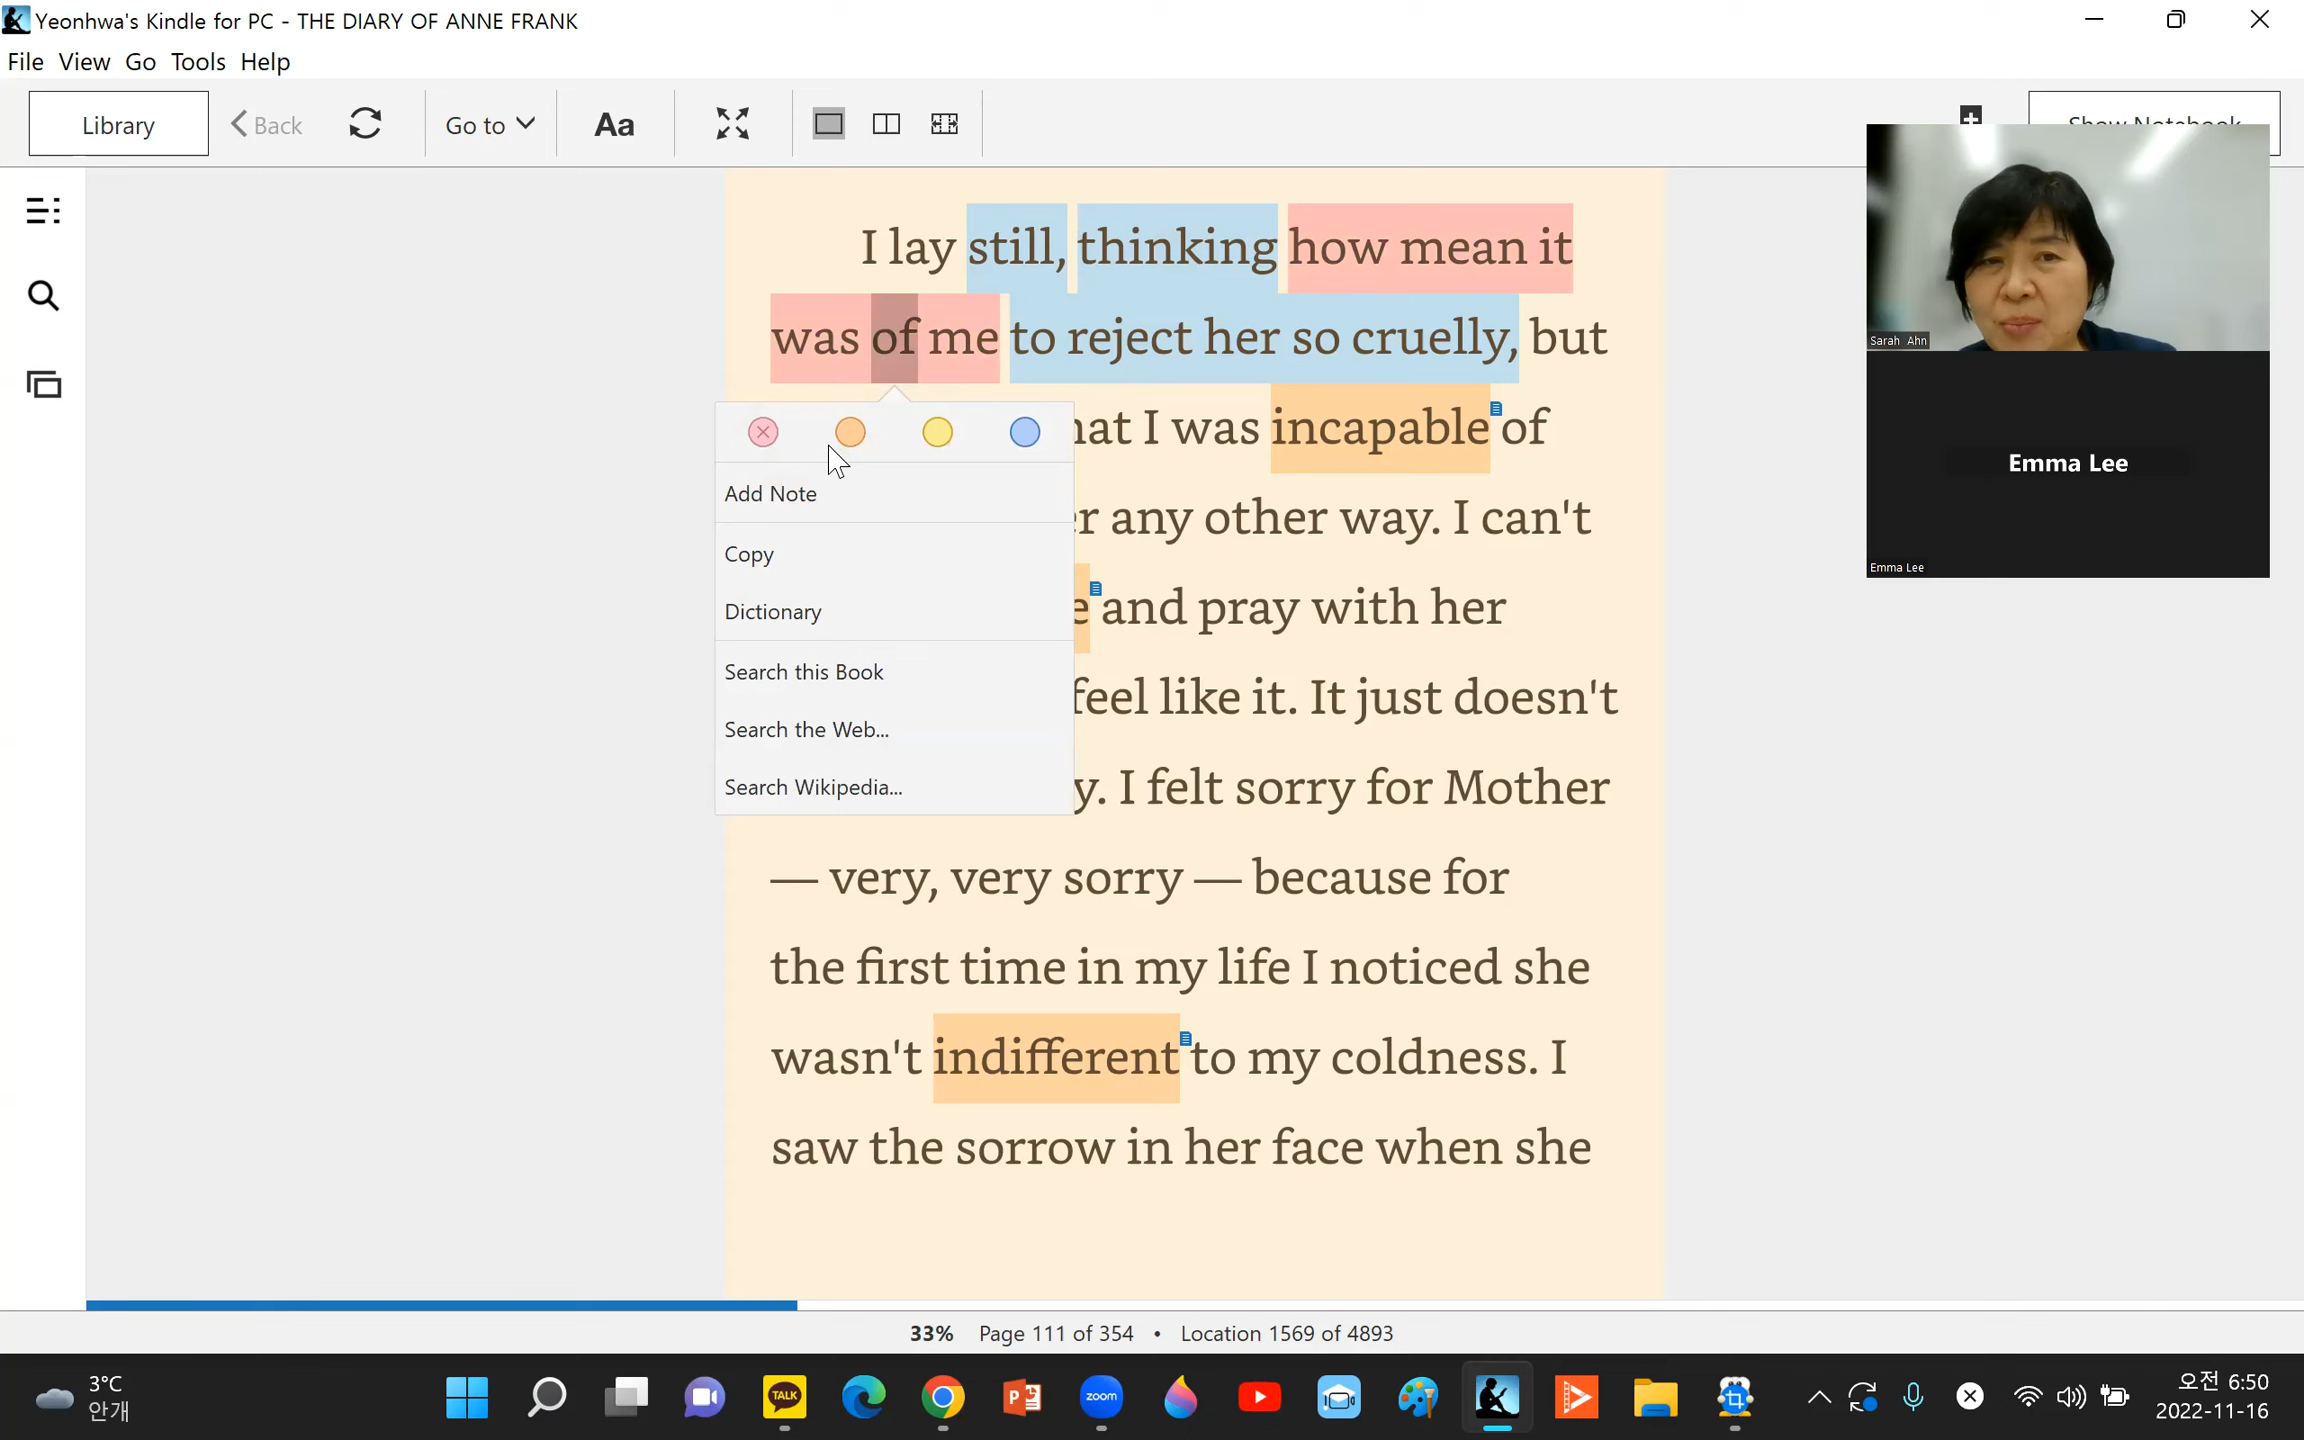 Yeonhwa's Kindle for PC - THE DIARY OF ANNE FRANK
File View Go Tools Help
Library
Back
Go to
Aa
Show Notebook
I lay still, thinking how mean it
was of me to reject her so cruelly, but
hat I was incapable of
r any other way. I can't
e and pray with her
feel like it. It just doesn't
y. I felt sorry for Mother
— very, very sorry — because for
the first time in my life I noticed she
wasn't indifferent to my coldness. I
saw the sorrow in her face when she
Add Note
Copy
Dictionary
Search this Book
Search the Web...
Search Wikipedia...
Sarah Ahn
Emma Lee
Emma Lee
33% Page 111 of 354 • Location 1569 of 4893
3°C
안개
TALK
zoom
오전 6:50
2022-11-16